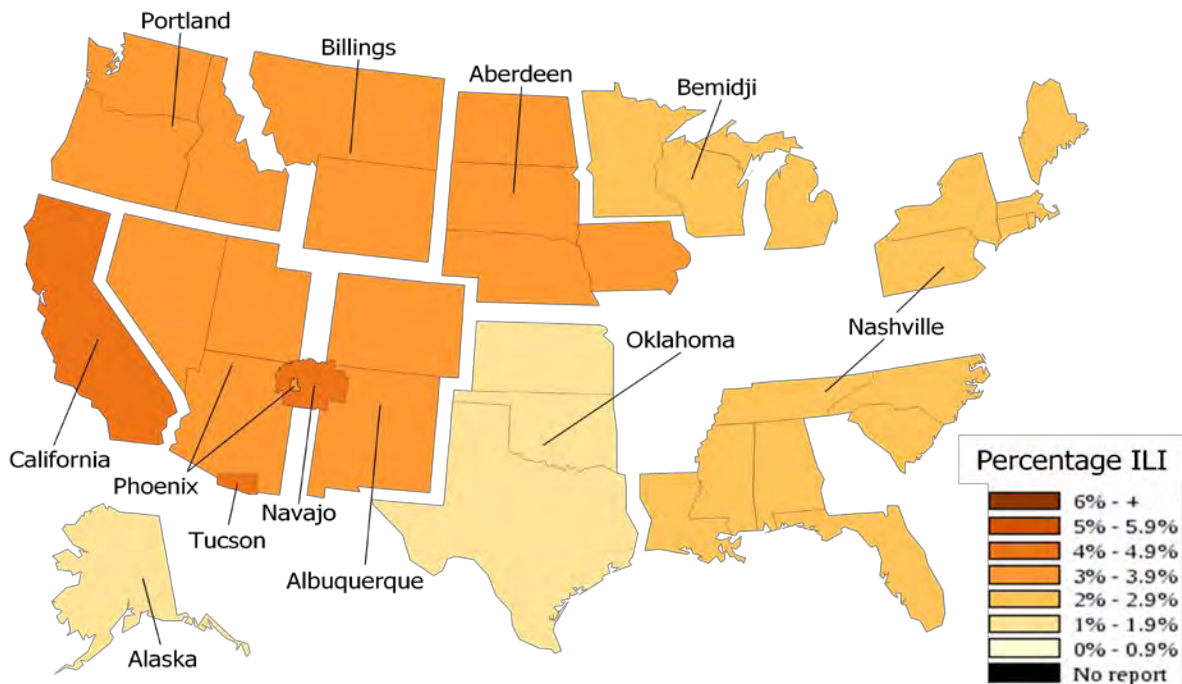 Portland
Billings
Aberdeen
Bemidji
Nashville
Oklahoma
California
Phoenix
Navajo
Tucson
Albuquerque
Alaska
Percentage ILI
6% - +
5% - 5.9%
4% - 4.9%
3% - 3.9%
2% - 2.9%
1% - 1.9%
0% - 0.9%
No report